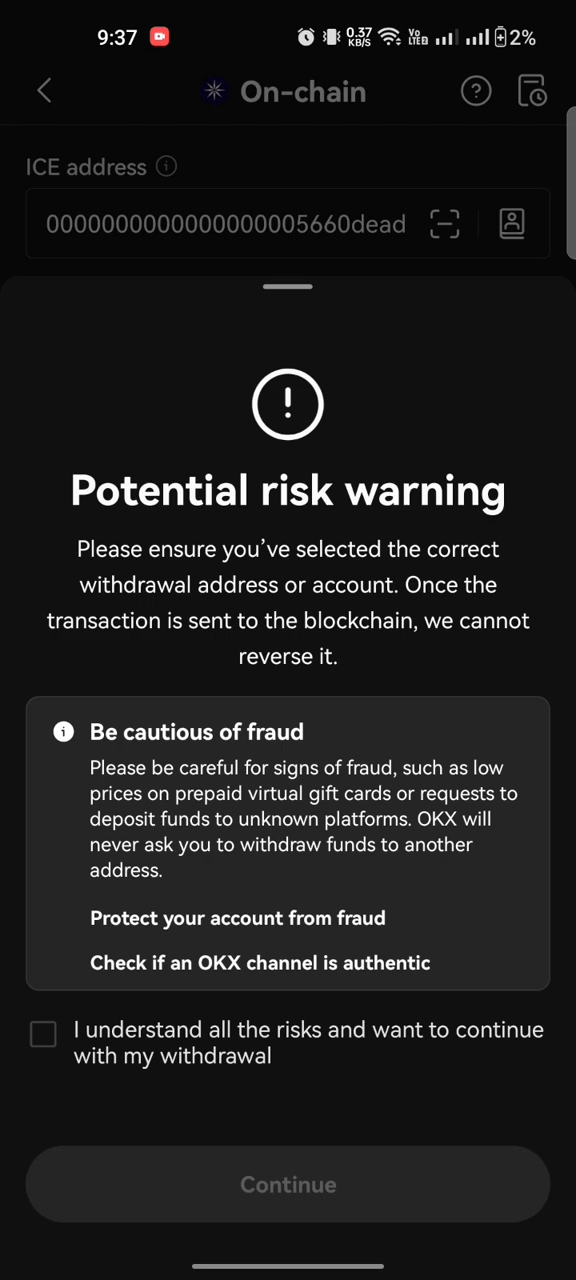 9:37 0.37 KB/S Vo LTE2 2%
On-chain
ICE address
0000000000000000005660dead
Potential risk warning
Please ensure you’ve selected the correct
withdrawal address or account. Once the
transaction is sent to the blockchain, we cannot
reverse it.
Be cautious of fraud
Please be careful for signs of fraud, such as low
prices on prepaid virtual gift cards or requests to
deposit funds to unknown platforms. OKX will
never ask you to withdraw funds to another
address.
Protect your account from fraud
Check if an OKX channel is authentic
I understand all the risks and want to continue
with my withdrawal
Continue